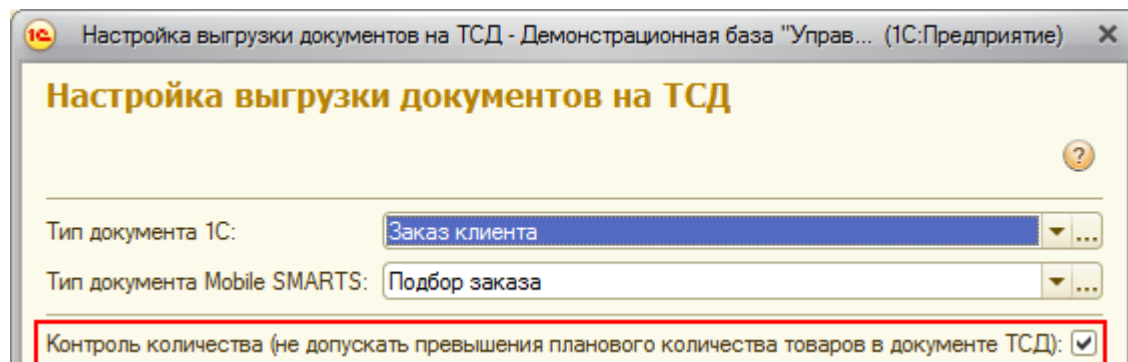 1С Настройка выгрузки документов на ТСД - Демонстрационная база "Управ... (1С:Предприятие)
Настройка выгрузки документов на ТСД
?
Тип документа 1С: Заказ клиента ...
Тип документа Mobile SMARTS: Подбор заказа ...
Контроль количества (не допускать превышения планового количества товаров в документе ТСД):